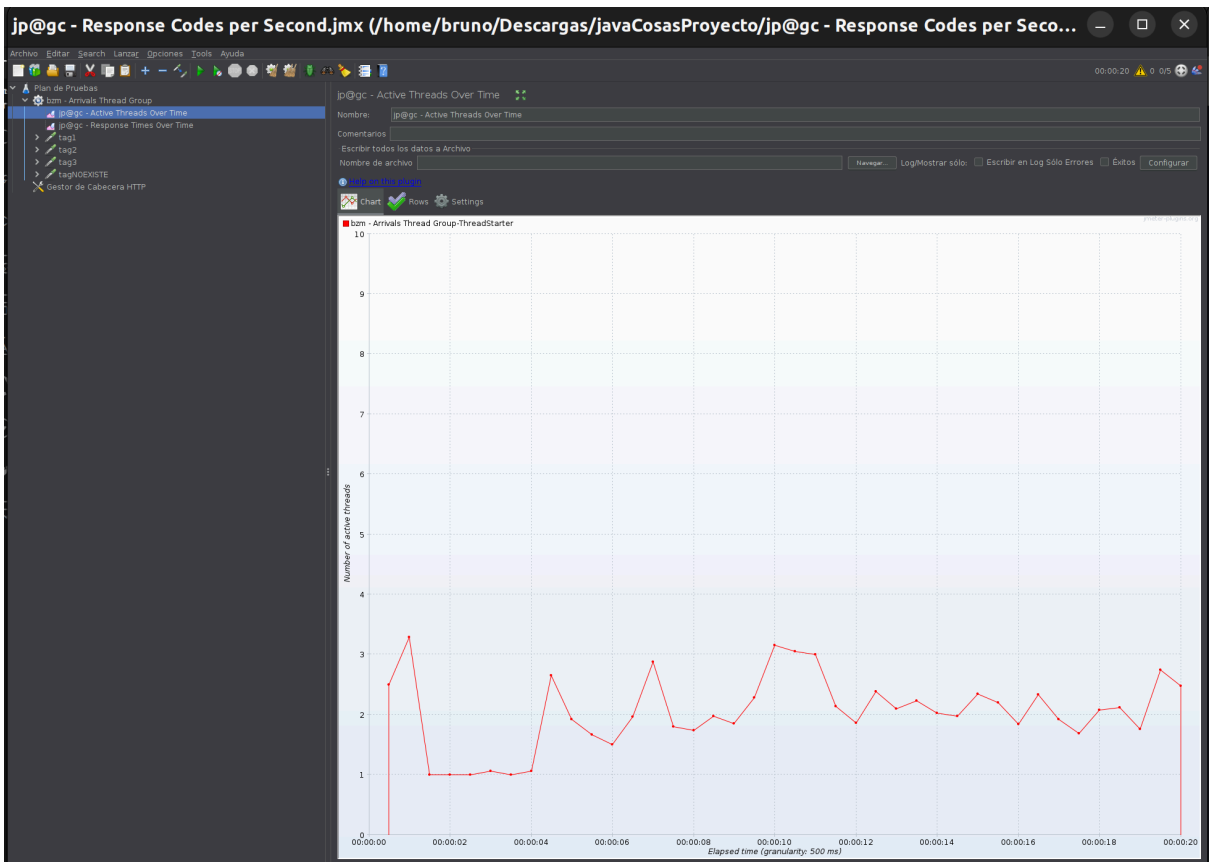 jp@gc - Response Codes per Second.jmx (/home/bruno/Descargas/javaCosasProyecto/jp@gc - Response Codes per Seco...
Archivo Editar Search Lanzar Opciones Tools Ayuda
00:00:20 0 0/5
Plan de Pruebas
bzm - Arrivals Thread Group
jp@gc - Active Threads Over Time
jp@gc - Response Times Over Time
tag1
tag2
tag3
tagNOEXISTE
Gestor de Cabecera HTTP
jp@gc - Active Threads Over Time
Nombre: jp@gc - Active Threads Over Time
Comentarios
Escribir todos los datos a Archivo
Nombre de archivo Navegar... Log/Mostrar sólo: Escribir en Log Sólo Errores Éxitos Configurar
Help on this plugin
Chart Rows Settings
bzm - Arrivals Thread Group-ThreadStarter
jmeter-plugins.org
10
9
8
7
6
5
4
3
2
1
0
Number of active threads
00:00:00 00:00:02 00:00:04 00:00:06 00:00:08 00:00:10 00:00:12 00:00:14 00:00:16 00:00:18 00:00:20
Elapsed time (granularity: 500 ms)